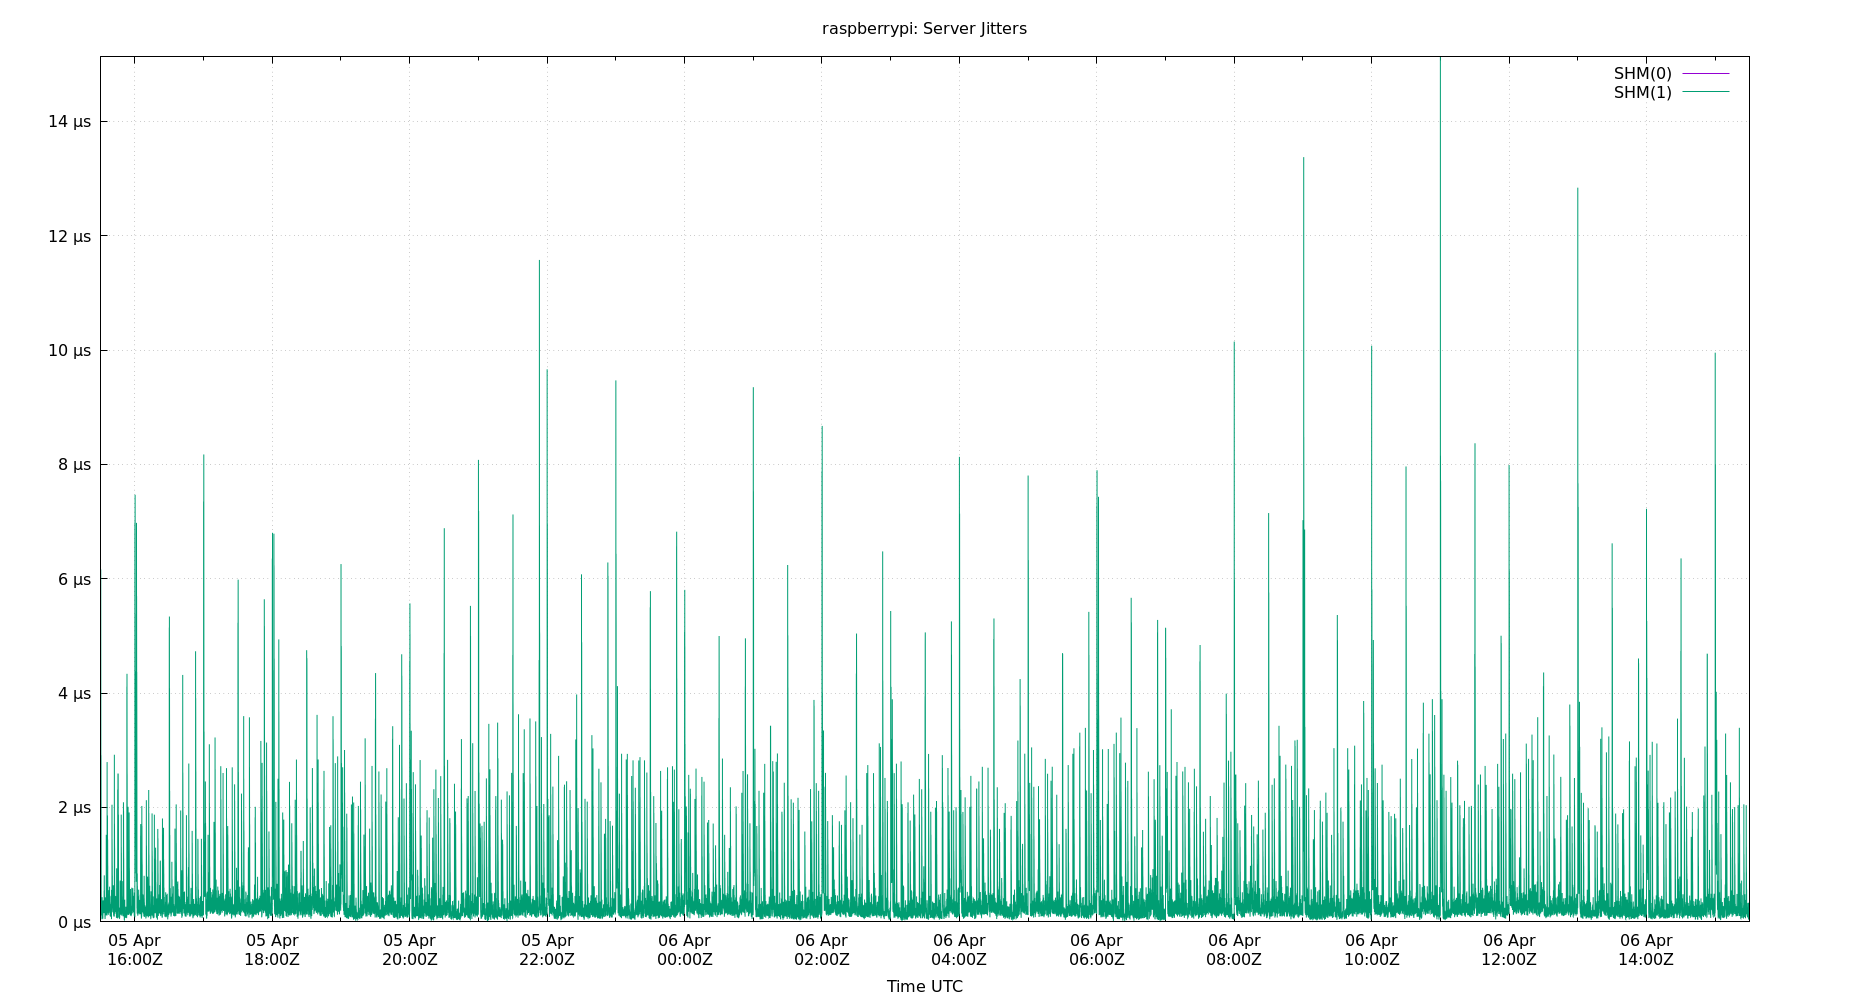 raspberrypi: Server Jitters
SHM(0)
SHM(1)
14 µs
12 µs
10 µs
8 µs
6 µs
4 µs
2 µs
0 µs
05 Apr 05 Apr 05 Apr 05 Apr 06 Apr 06 Apr 06 Apr 06 Apr 06 Apr 06 Apr 06 Apr 06 Apr
16:00Z 18:00Z 20:00Z 22:00Z 00:00Z 02:00Z 04:00Z 06:00Z 08:00Z 10:00Z 12:00Z 14:00Z
Time UTC